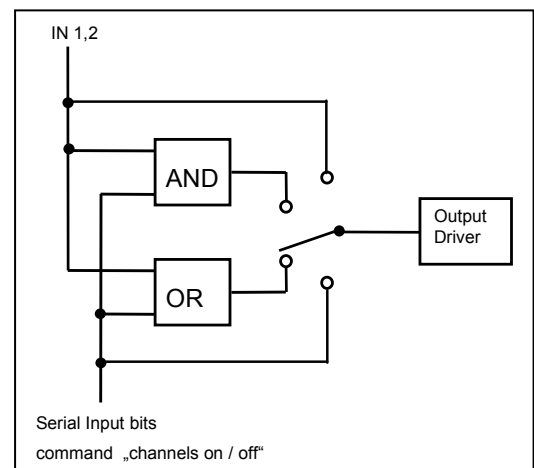 IN 1,2
AND
OR
Output
Driver
Serial Input bits
command „channels on / off“